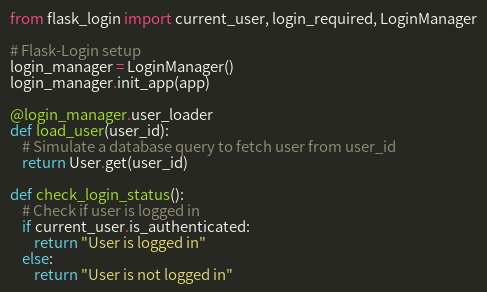 from flask_login import current_user, login_required, LoginManager

# Flask-Login setup
login_manager = LoginManager()
login_manager.init_app(app)

@login_manager.user_loader
def load_user(user_id):
    # Simulate a database query to fetch user from user_id
    return User.get(user_id)

def check_login_status():
    # Check if user is logged in
    if current_user.is_authenticated:
        return "User is logged in"
    else:
        return "User is not logged in"